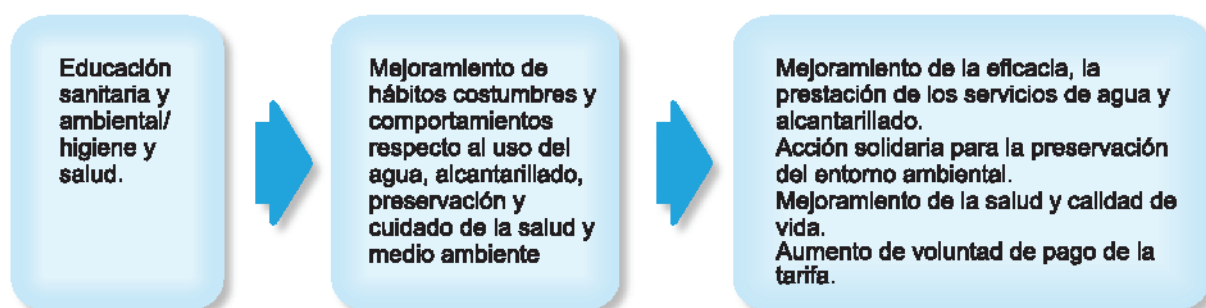 Educación
sanitaria y
ambiental/
higiene y
salud.
Mejoramiento de
hábitos costumbres y
comportamientos
respecto al uso del
agua, alcantarillado,
preservación y
cuidado de la salud y
medio ambiente
Mejoramiento de la eficacia, la
prestación de los servicios de agua y
alcantarillado.
Acción solidaria para la preservación
del entorno ambiental.
Mejoramiento de la salud y calidad de
vida.
Aumento de voluntad de pago de la
tarifa.